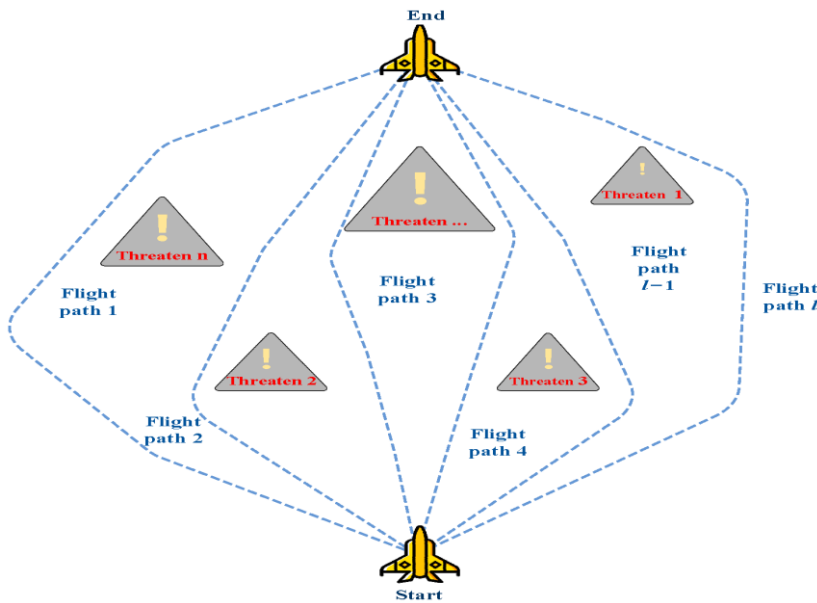 End
Threaten 1
Threaten ...
Threaten n
Flight
path
l−1
Flight
path 3
Flight
path l
Flight
path 1
Threaten 2
Threaten 3
Flight
path 2
Flight
path 4
Start